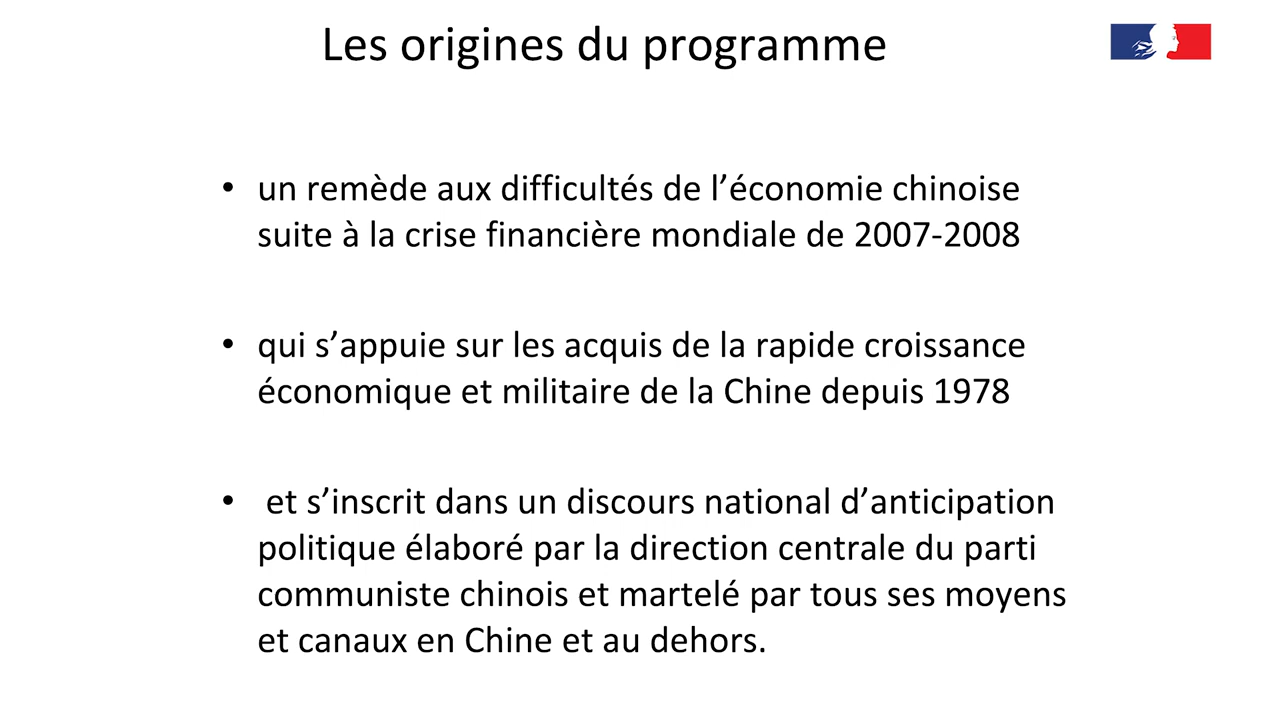 Les origines du programme
• un remède aux difficultés de l’économie chinoise
suite à la crise financière mondiale de 2007-2008
• qui s’appuie sur les acquis de la rapide croissance
économique et militaire de la Chine depuis 1978
• et s’inscrit dans un discours national d’anticipation
politique élaboré par la direction centrale du parti
communiste chinois et martelé par tous ses moyens
et canaux en Chine et au dehors.